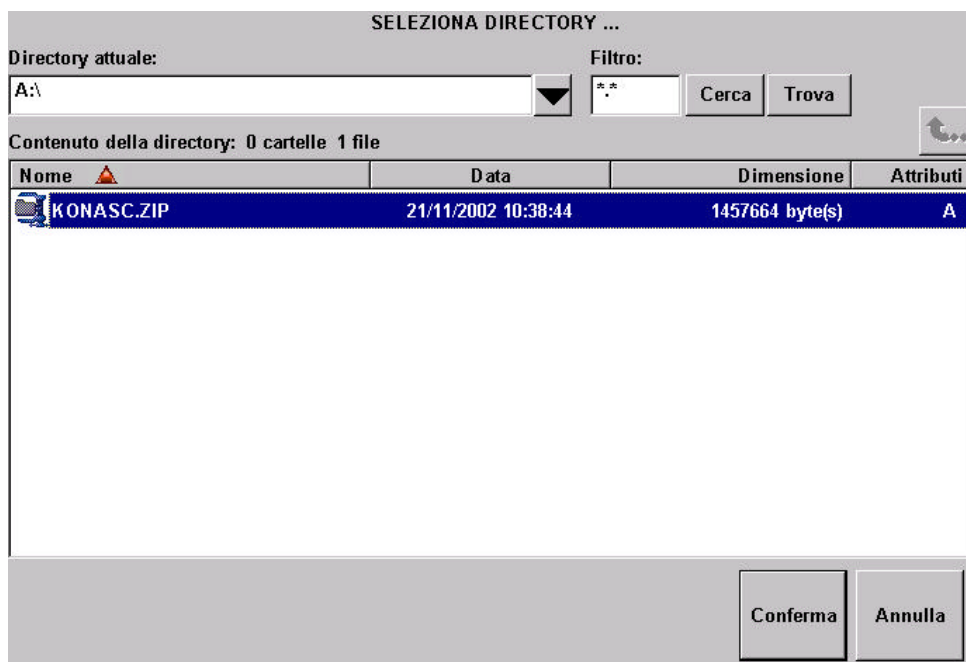 SELEZIONA DIRECTORY ...
Directory attuale: Filtro:
A:\ *.* Cerca Trova
Contenuto della directory: 0 cartelle 1 file
Nome Data Dimensione Attributi
KONASC.ZIP 21/11/2002 10:38:44 1457664 byte(s) A
Conferma Annulla